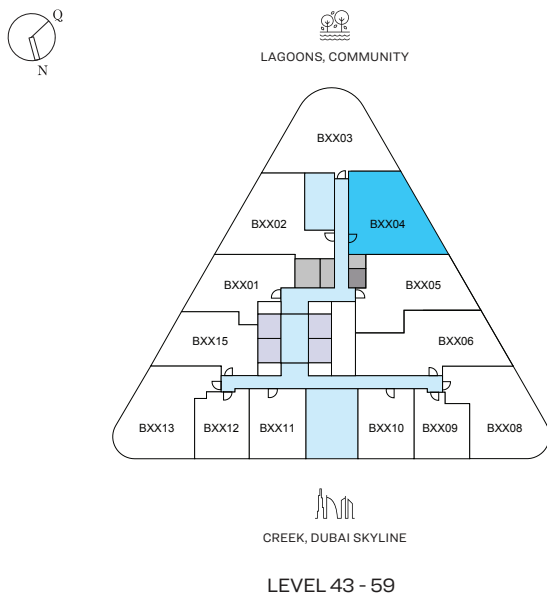 Q
N
LAGOONS, COMMUNITY
BXX03
BXX02
BXX04
BXX01
BXX05
BXX15
BXX06
BXX13
BXX12
BXX11
BXX10
BXX09
BXX08
CREEK, DUBAI SKYLINE
LEVEL 43 - 59